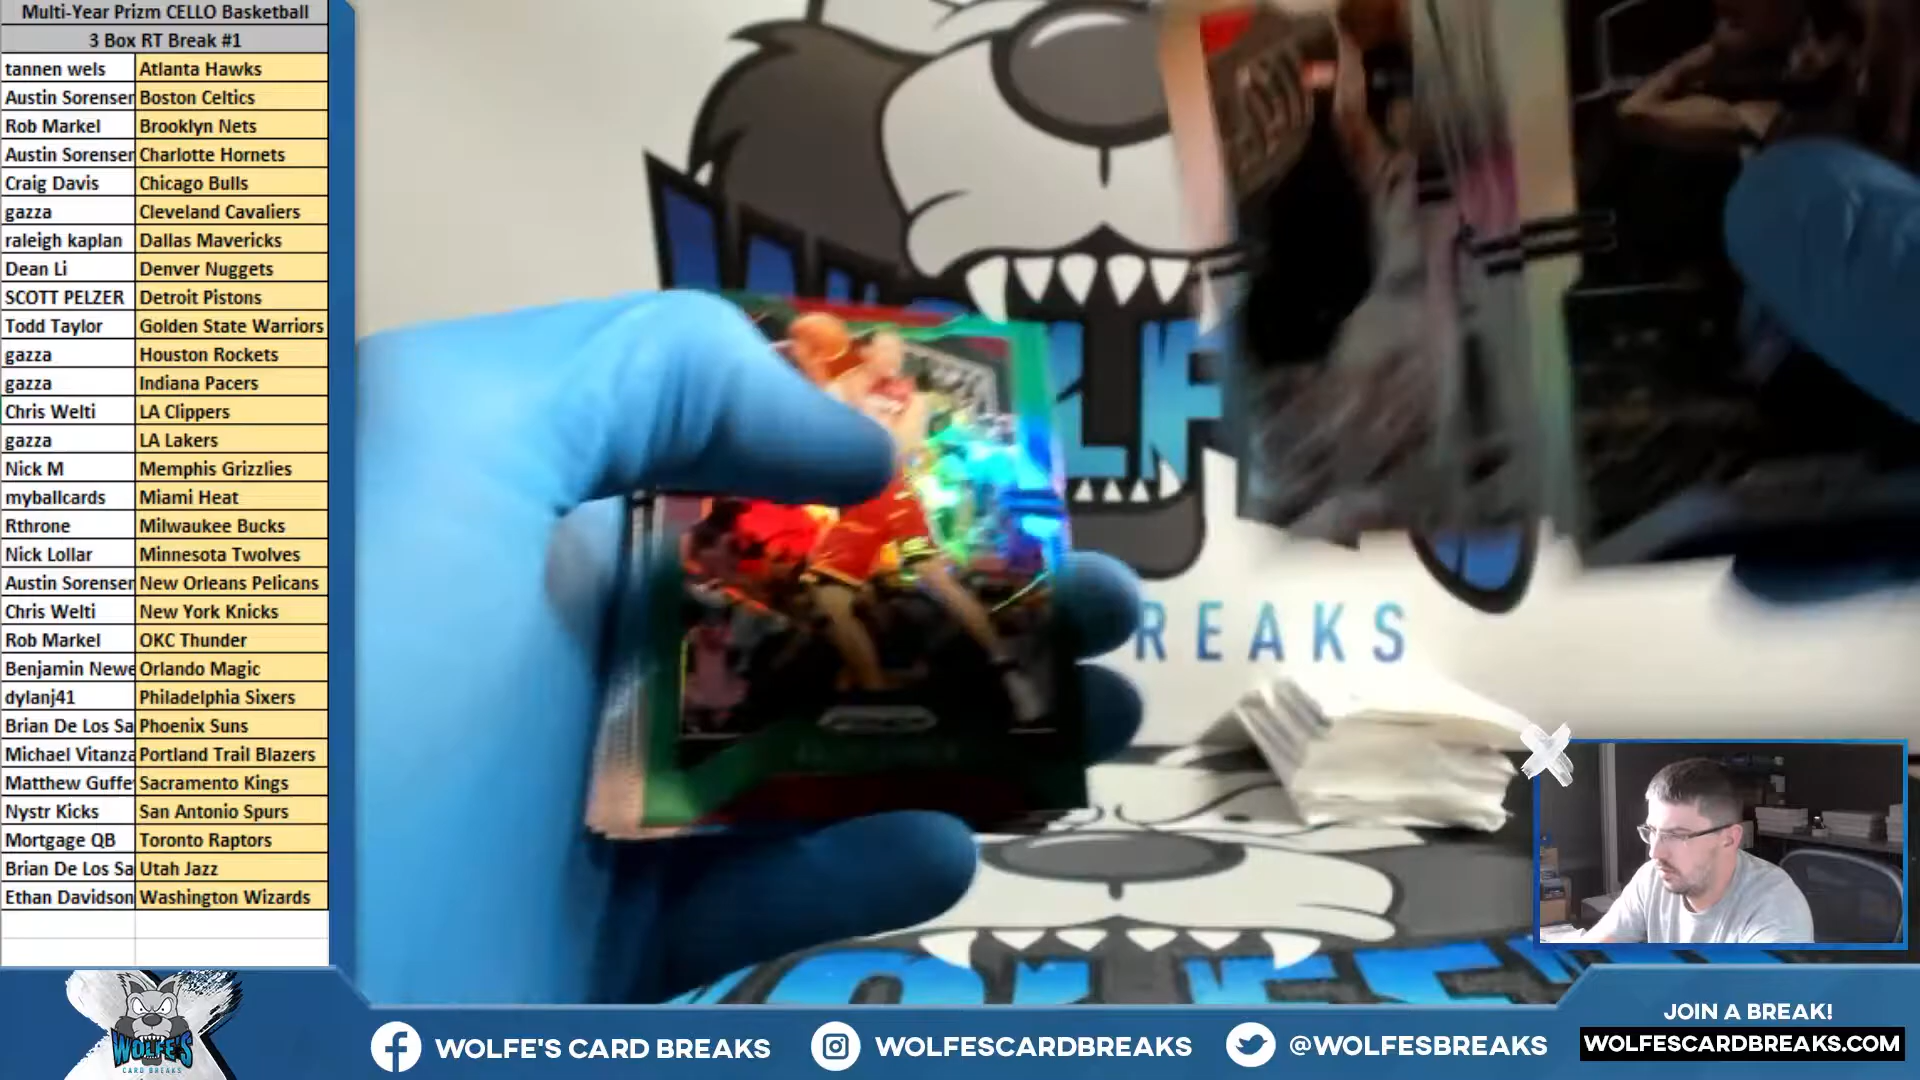 Multi-Year Prizm CELLO Basketball
3 Box RT Break #1
tannen wels Atlanta Hawks
Austin Sorensen Boston Celtics
Rob Markel Brooklyn Nets
Austin Sorensen Charlotte Hornets
Craig Davis Chicago Bulls
gazza Cleveland Cavaliers
raleigh kaplan Dallas Mavericks
Dean Li Denver Nuggets
SCOTT PELZER Detroit Pistons
Todd Taylor Golden State Warriors
gazza Houston Rockets
gazza Indiana Pacers
Chris Welti LA Clippers
gazza LA Lakers
Nick M Memphis Grizzlies
myballcards Miami Heat
Rthrone Milwaukee Bucks
Nick Lollar Minnesota Twolves
Austin Sorensen New Orleans Pelicans
Chris Welti New York Knicks
Rob Markel OKC Thunder
Benjamin Newe Orlando Magic
dylanj41 Philadelphia Sixers
Brian De Los Sa Phoenix Suns
Michael Vitanza Portland Trail Blazers
Matthew Guffey Sacramento Kings
Nystr Kicks San Antonio Spurs
Mortgage QB Toronto Raptors
Brian De Los Sa Utah Jazz
Ethan Davidson Washington Wizards
REAKS
WOLFE'S
CARD BREAKS
WOLFE'S CARD BREAKS
WOLFESCARDBREAKS
@WOLFESBREAKS
JOIN A BREAK!
WOLFESCARDBREAKS.COM